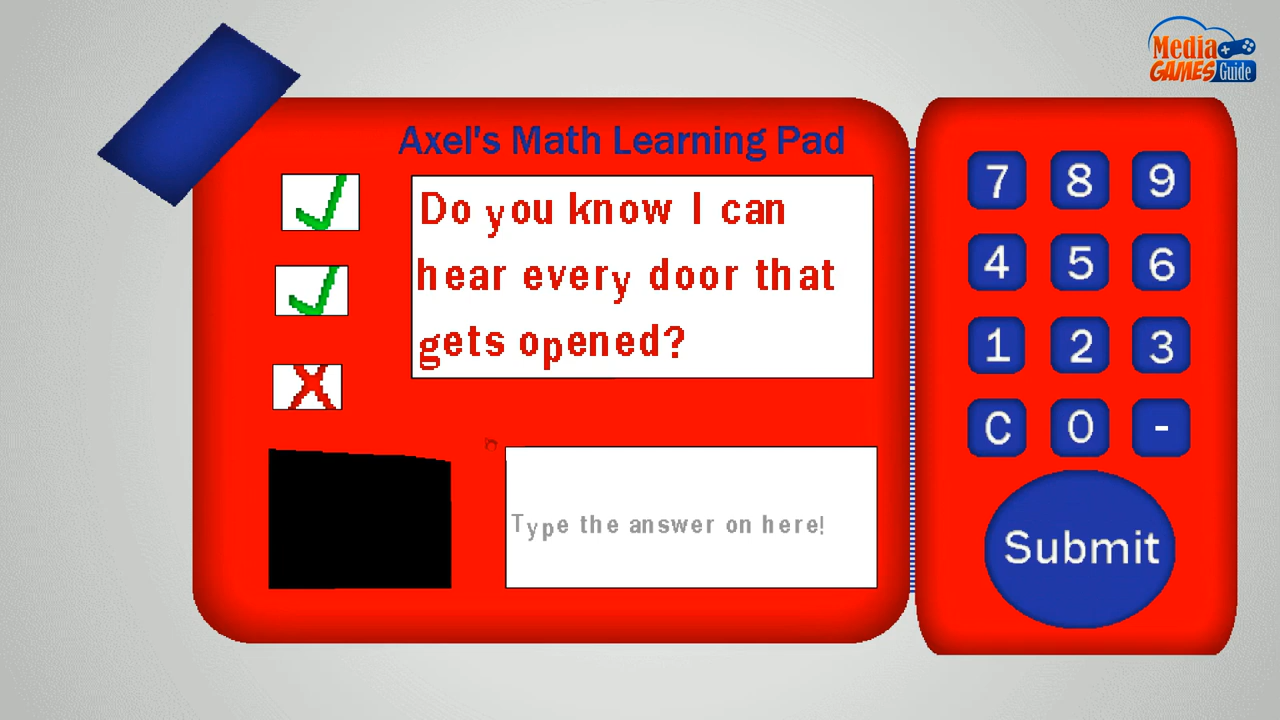 Media
GAMES Guide
Axel's Math Learning Pad
Do you know I can
hear every door that
gets opened?
Type the answer on here!
7 8 9
4 5 6
1 2 3
C 0 -
Submit